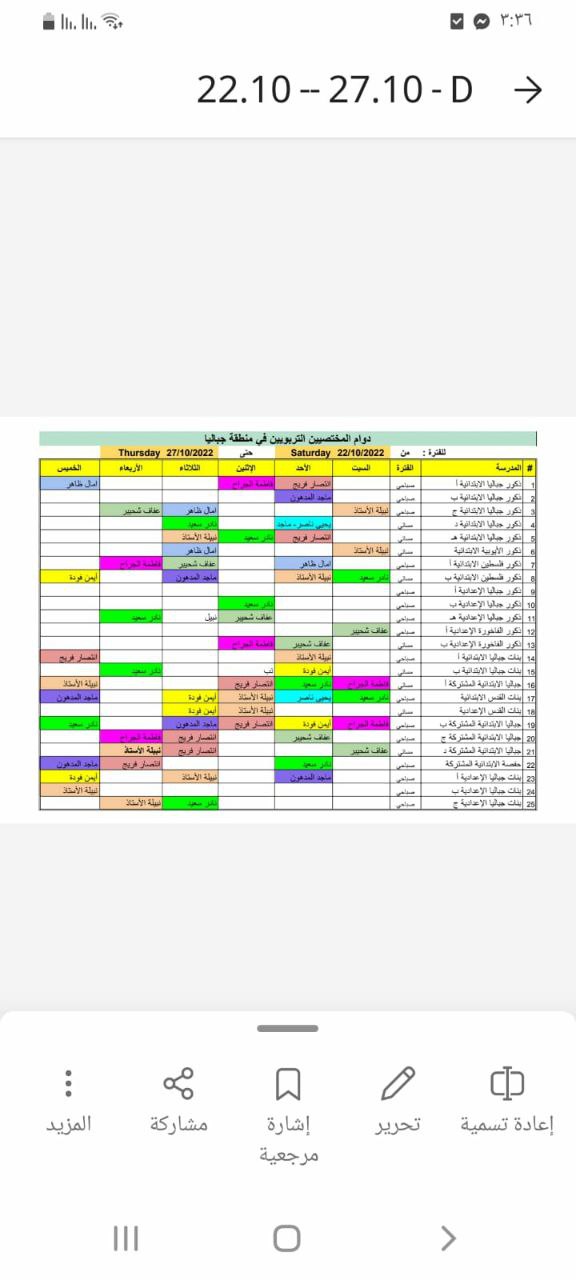 ٣:٣٦
22.10 -- 27.10 - D
دوام المختصيين التربويين في منطقة جباليا
للفترة : من Saturday 22/10/2022 حتى Thursday 27/10/2022
# المدرسة الفترة السبت الأحد الإثنين الثلاثاء الأربعاء الخميس
1 ذكور جباليا الابتدائية أ صباحي انتصار فريج فاطمة الجراح امال ظاهر
2 ذكور جباليا الابتدائية ب صباحي ماجد المدهون
3 ذكور جباليا الابتدائية ج صباحي نبيلة الأستاذ امال ظاهر عفاف شحيبر
4 ذكور جباليا الابتدائية د مسائي يحيى ناصر - ماجد نادر سعيد
5 ذكور جباليا الابتدائية هـ مسائي انتصار فريج نادر سعيد نبيلة الأستاذ
6 ذكور الأيوبية الابتدائية مسائي نبيلة الأستاذ امال ظاهر
7 ذكور فلسطين الابتدائية أ صباحي امال ظاهر عفاف شحيبر فاطمة الجراح
8 ذكور فلسطين الابتدائية ب مسائي نادر سعيد نبيلة الأستاذ ماجد المدهون أيمن فودة
9 ذكور جباليا الإعدادية أ صباحي
10 ذكور جباليا الإعدادية ب صباحي نادر سعيد
11 ذكور جباليا الإعدادية هـ صباحي عفاف شحيبر نبيل نادر سعيد
12 ذكور الفاخورة الإعدادية أ صباحي عفاف شحيبر
13 ذكور الفاخورة الإعدادية ب مسائي عفاف شحيبر فاطمة الجراح
14 بنات جباليا الابتدائية أ صباحي نبيلة الأستاذ انتصار فريج
15 بنات جباليا الابتدائية ب مسائي أيمن فودة نب نادر سعيد
16 جباليا الابتدائية المشتركة أ مسائي فاطمة الجراح نادر سعيد انتصار فريج نبيلة الأستاذ
17 بنات القدس الابتدائية صباحي نادر سعيد يحيى ناصر نبيلة الأستاذ أيمن فودة ماجد المدهون
18 بنات القدس الإعدادية مسائي نبيلة الأستاذ أيمن فودة
19 جباليا الابتدائية المشتركة ب صباحي فاطمة الجراح أيمن فودة انتصار فريج ماجد المدهون نادر سعيد
20 جباليا الابتدائية المشتركة ج صباحي عفاف شحيبر انتصار فريج فاطمة الجراح
21 جباليا الابتدائية المشتركة د مسائي عفاف شحيبر انتصار فريج نبيلة الأستاذ
22 حفصة الابتدائية المشتركة صباحي نادر سعيد انتصار فريج ماجد المدهون
23 بنات جباليا الإعدادية أ صباحي ماجد المدهون نبيلة الأستاذ أيمن فودة
24 بنات جباليا الإعدادية ب صباحي نبيلة الأستاذ
25 بنات جباليا الإعدادية ج صباحي نادر سعيد نبيلة الأستاذ
إعادة تسمية
تحرير
إشارة مرجعية
مشاركة
المزيد